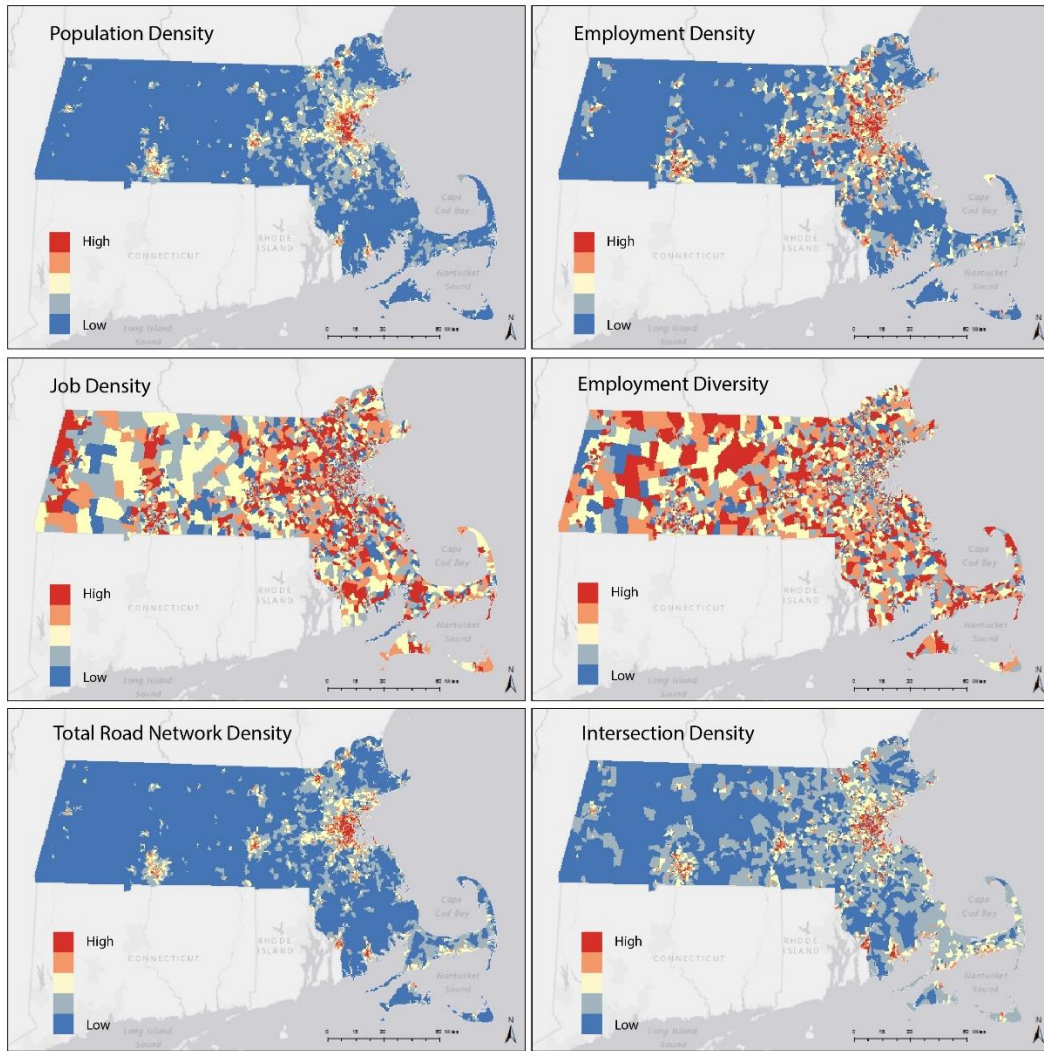 Population Density
Cape
Cod Bay
High
RHODE
ISLAND
CONNECTICUT
Nantucket
Sound
Low
Long Island
Sound
N
Employment Density
Cape
Cod Bay
High
RHODE
ISLAND
CONNECTICUT
Nantucket
Sound
Low
Long Island
Sound
N
Job Density
Cape
Cod Bay
High
RHODE
ISLAND
CONNECTICUT
Nantucket
Sound
Low
Long Island
Sound
N
Employment Diversity
Cape
Cod Bay
High
RHODE
ISLAND
CONNECTICUT
Nantucket
Sound
Low
Long Island
Sound
N
Total Road Network Density
Cape
Cod Bay
High
RHODE
ISLAND
CONNECTICUT
Nantucket
Sound
Low
Long Island
Sound
N
Intersection Density
Cape
Cod Bay
High
RHODE
ISLAND
CONNECTICUT
Nantucket
Sound
Low
Long Island
Sound
N